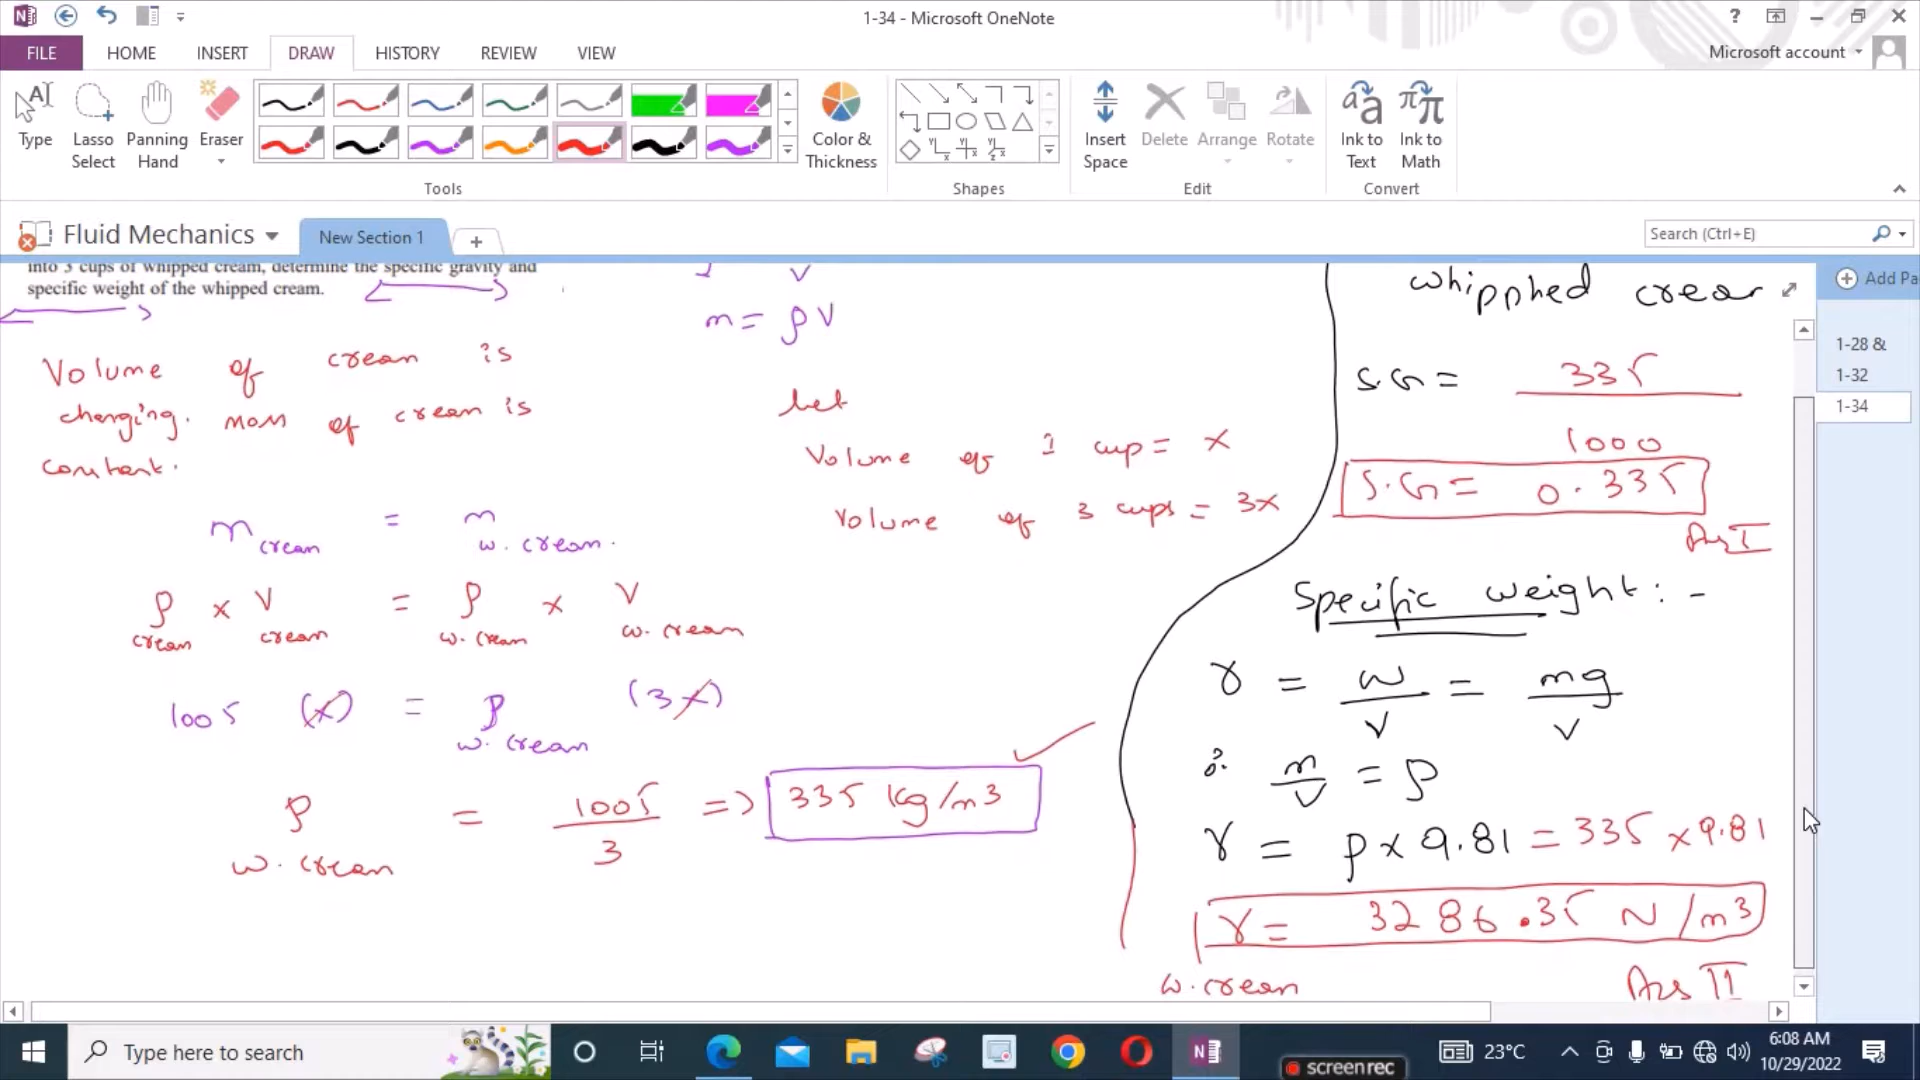 1-34 - Microsoft OneNote
?
FILE HOME INSERT DRAW HISTORY REVIEW VIEW
Microsoft account
Type
Lasso Select
Panning Hand
Eraser
Color & Thickness
Insert Space
Delete
Arrange
Rotate
Ink to Text
Ink to Math
Tools
Shapes
Edit
Convert
Fluid Mechanics
New Section 1
Search (Ctrl+E)
Add Pa
1-28 &
1-32
1-34
into 3 cups of whipped cream, determine the specific gravity and
specific weight of the whipped cream.
m = ρV
Volume of cream is
changing. mass of cream is
constant.
m cream = m w. cream.
ρ cream × V cream = ρ w. cream × V w. cream
1005 (x) = ρ w. cream (3x)
ρ w. cream = 1005/3 => 335 Kg/m3
let
Volume of 1 cup = x
Volume of 3 cups = 3x
whipphed cream
S.G = 335/1000
S.G = 0.335
Ans I
Specific weight: -
γ = w/V = mg/V
∴ m/V = ρ
γ = ρ × 9.81 = 335 × 9.81
γ = 3286.35 N/m3
w. cream
Ans II
Type here to search
screenrec
23°C
6:08 AM
10/29/2022